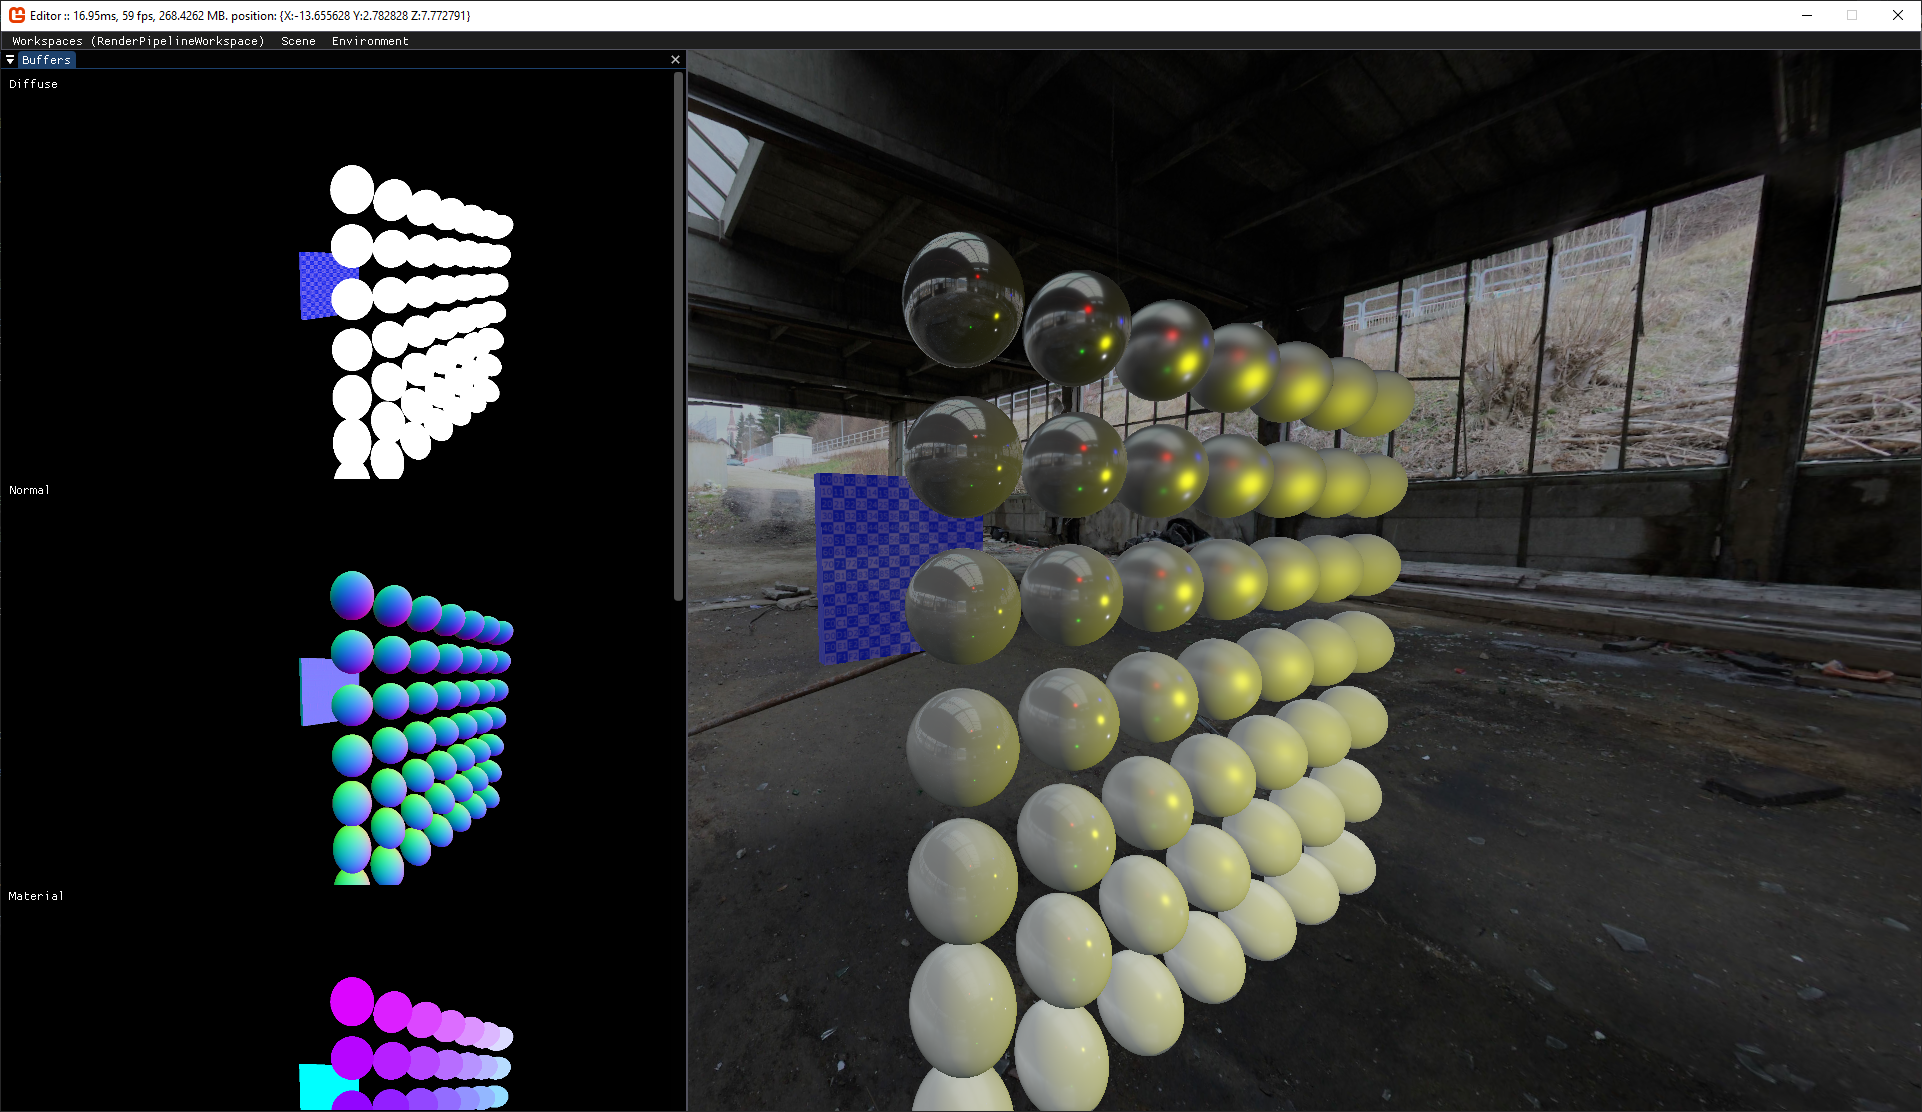 Editor :: 16.95ms, 59 fps, 268.4262 MB. position: {X:-13.655628 Y:2.782828 Z:7.772791}
Workspaces (RenderPipelineWorkspace) Scene Environment
Buffers
Diffuse
Normal
Material